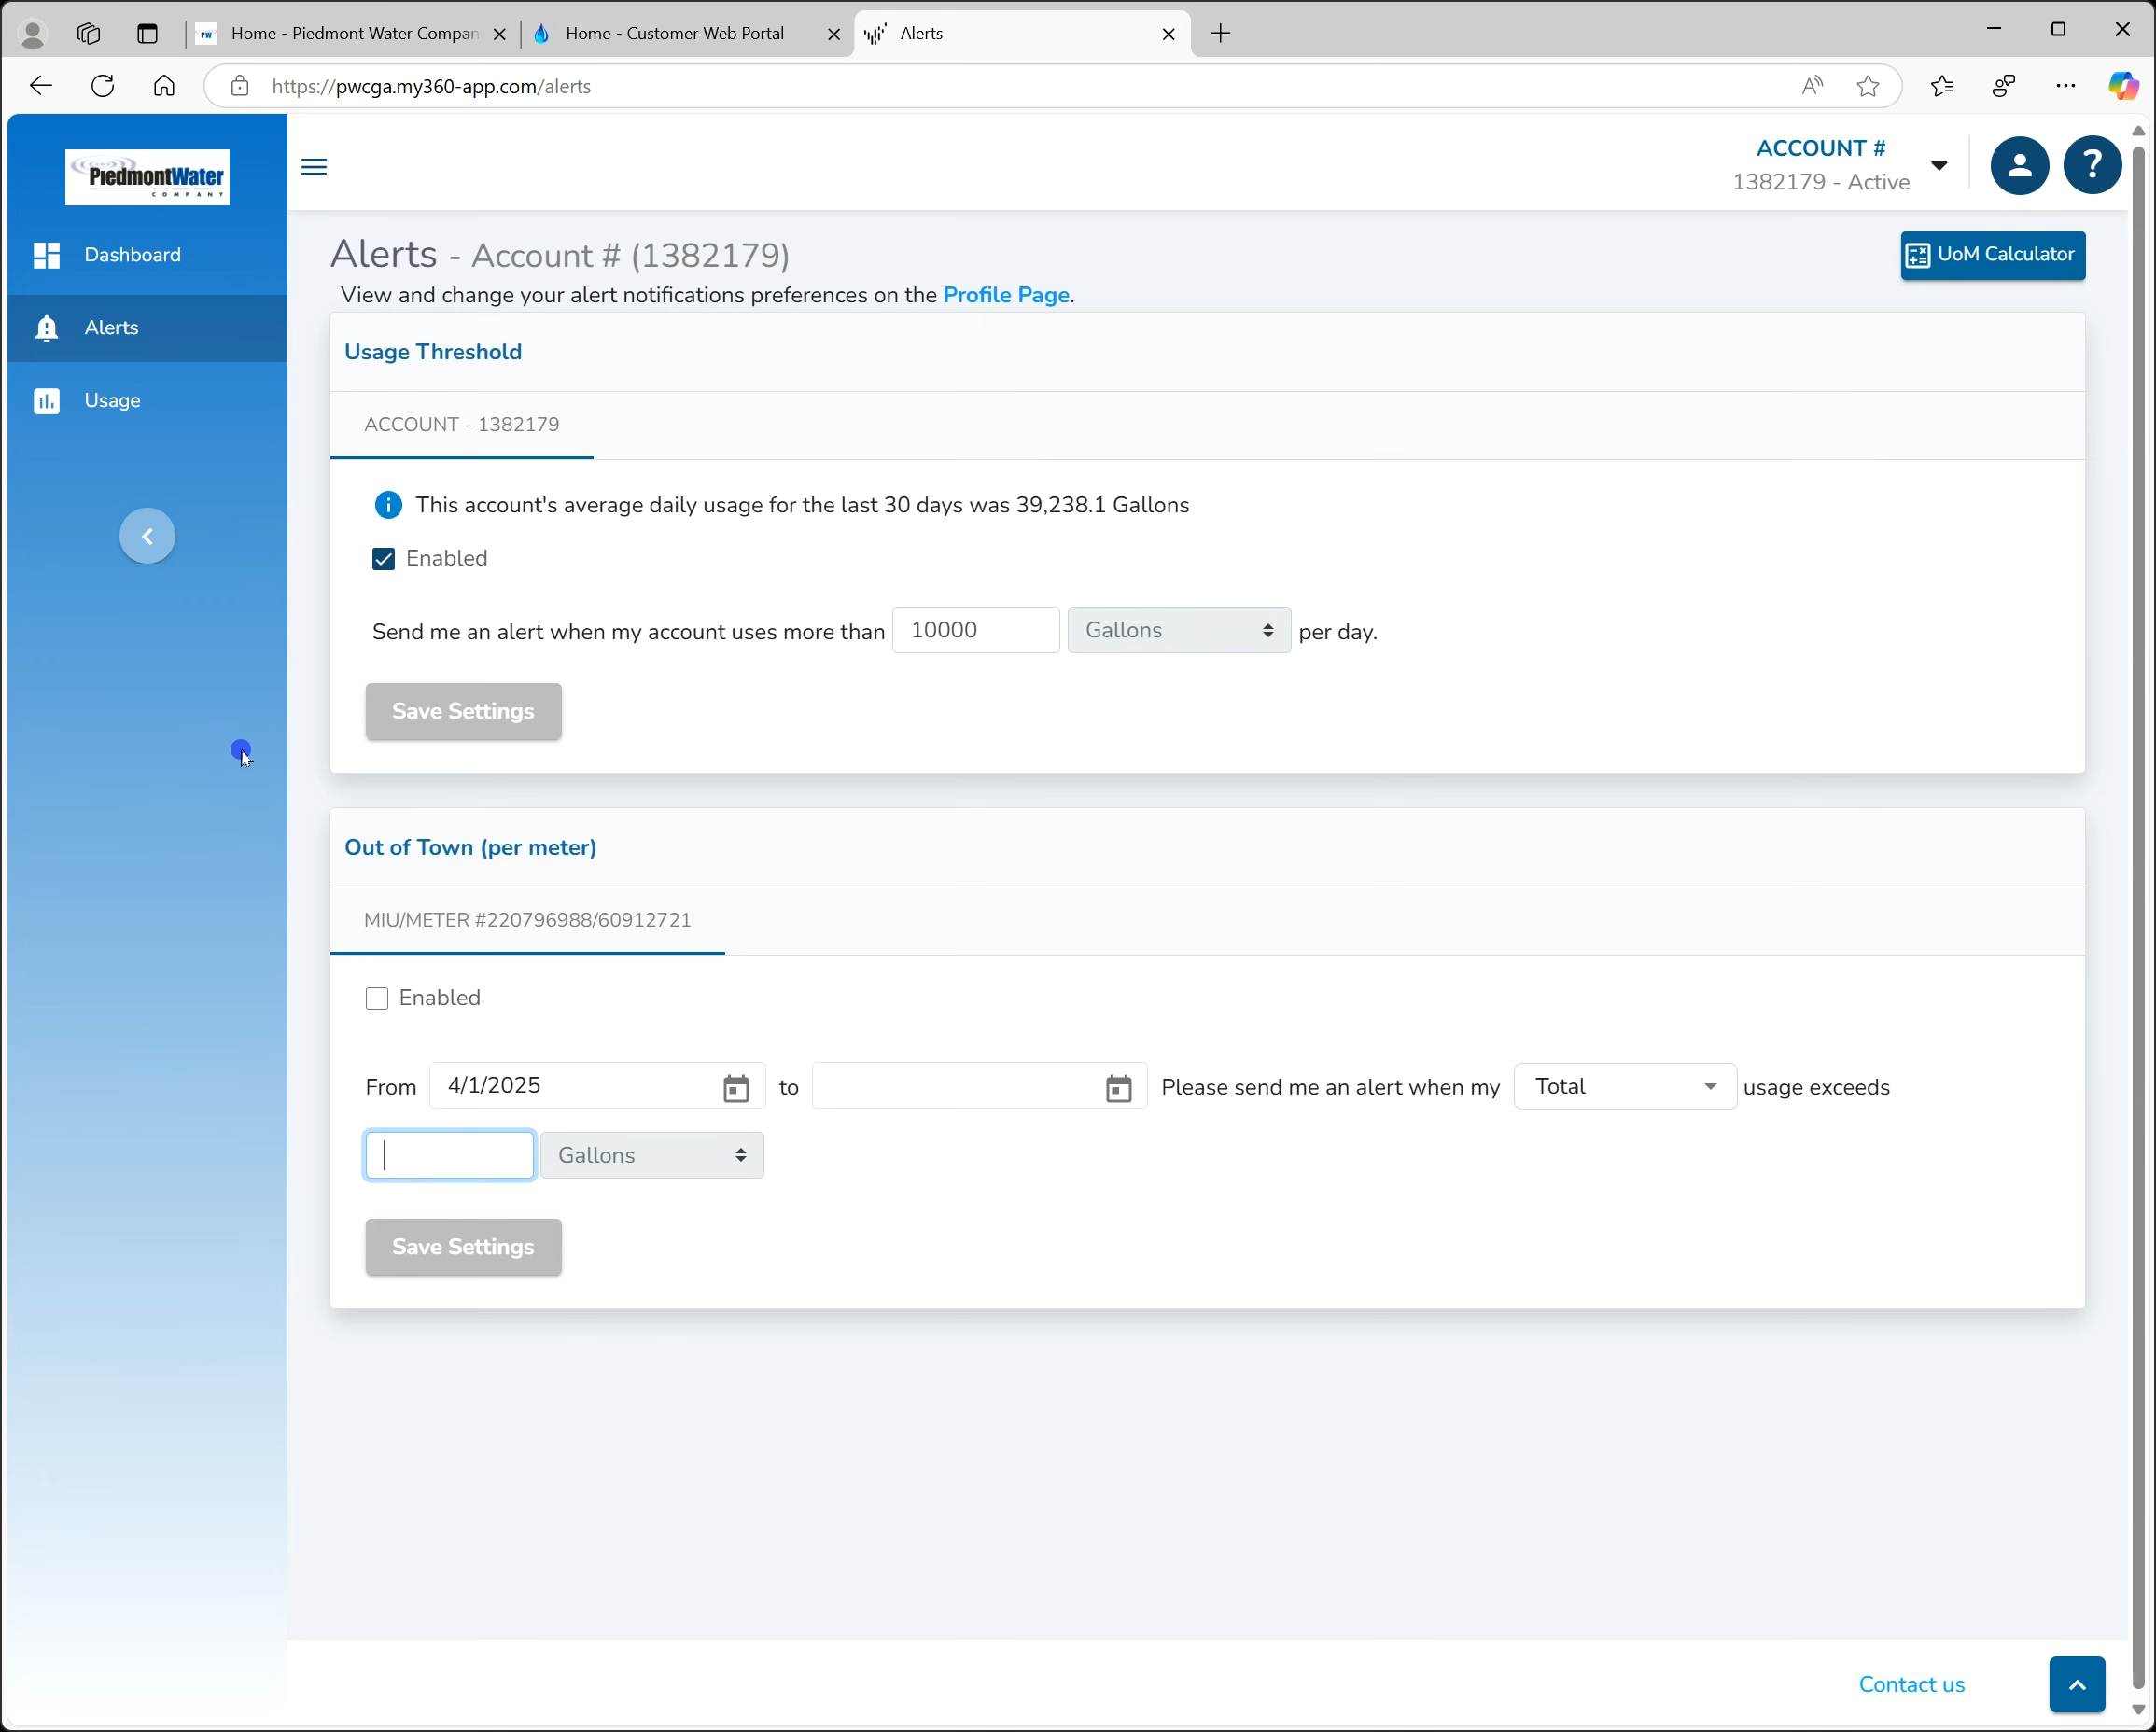 Home - Piedmont Water Compan
Home - Customer Web Portal
Alerts
https://pwcga.my360-app.com/alerts
PiedmontWater
COMPANY
ACCOUNT #
1382179 - Active
Dashboard
Alerts
Usage
Alerts - Account # (1382179)
UoM Calculator
View and change your alert notifications preferences on the Profile Page.
Usage Threshold
ACCOUNT - 1382179
This account's average daily usage for the last 30 days was 39,238.1 Gallons
Enabled
Send me an alert when my account uses more than 10000 Gallons per day.
Save Settings
Out of Town (per meter)
MIU/METER #220796988/60912721
Enabled
From 4/1/2025 to Please send me an alert when my Total usage exceeds
Gallons
Save Settings
Contact us